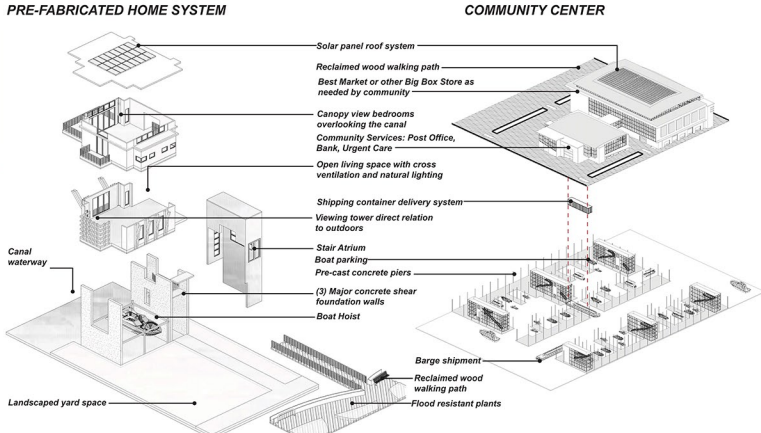 PRE-FABRICATED HOME SYSTEM
COMMUNITY CENTER
Solar panel roof system
Reclaimed wood walking path
Best Market or other Big Box Store as
needed by community
Canopy view bedrooms
overlooking the canal
Community Services: Post Office,
Bank, Urgent Care
Open living space with cross
ventilation and natural lighting
Shipping container delivery system
Viewing tower direct relation
to outdoors
Stair Atrium
Boat parking
Pre-cast concrete piers
(3) Major concrete shear
foundation walls
Boat Hoist
Canal
waterway
Barge shipment
Reclaimed wood
walking path
Flood resistant plants
Landscaped yard space